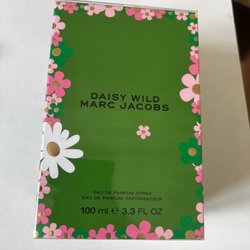 DAISY WILD
MARC JACOBS
EAU DE PARFUM SPRAY
EAU DE PARFUM VAPORISATEUR
100 ml ℮ 3.3 FL OZ